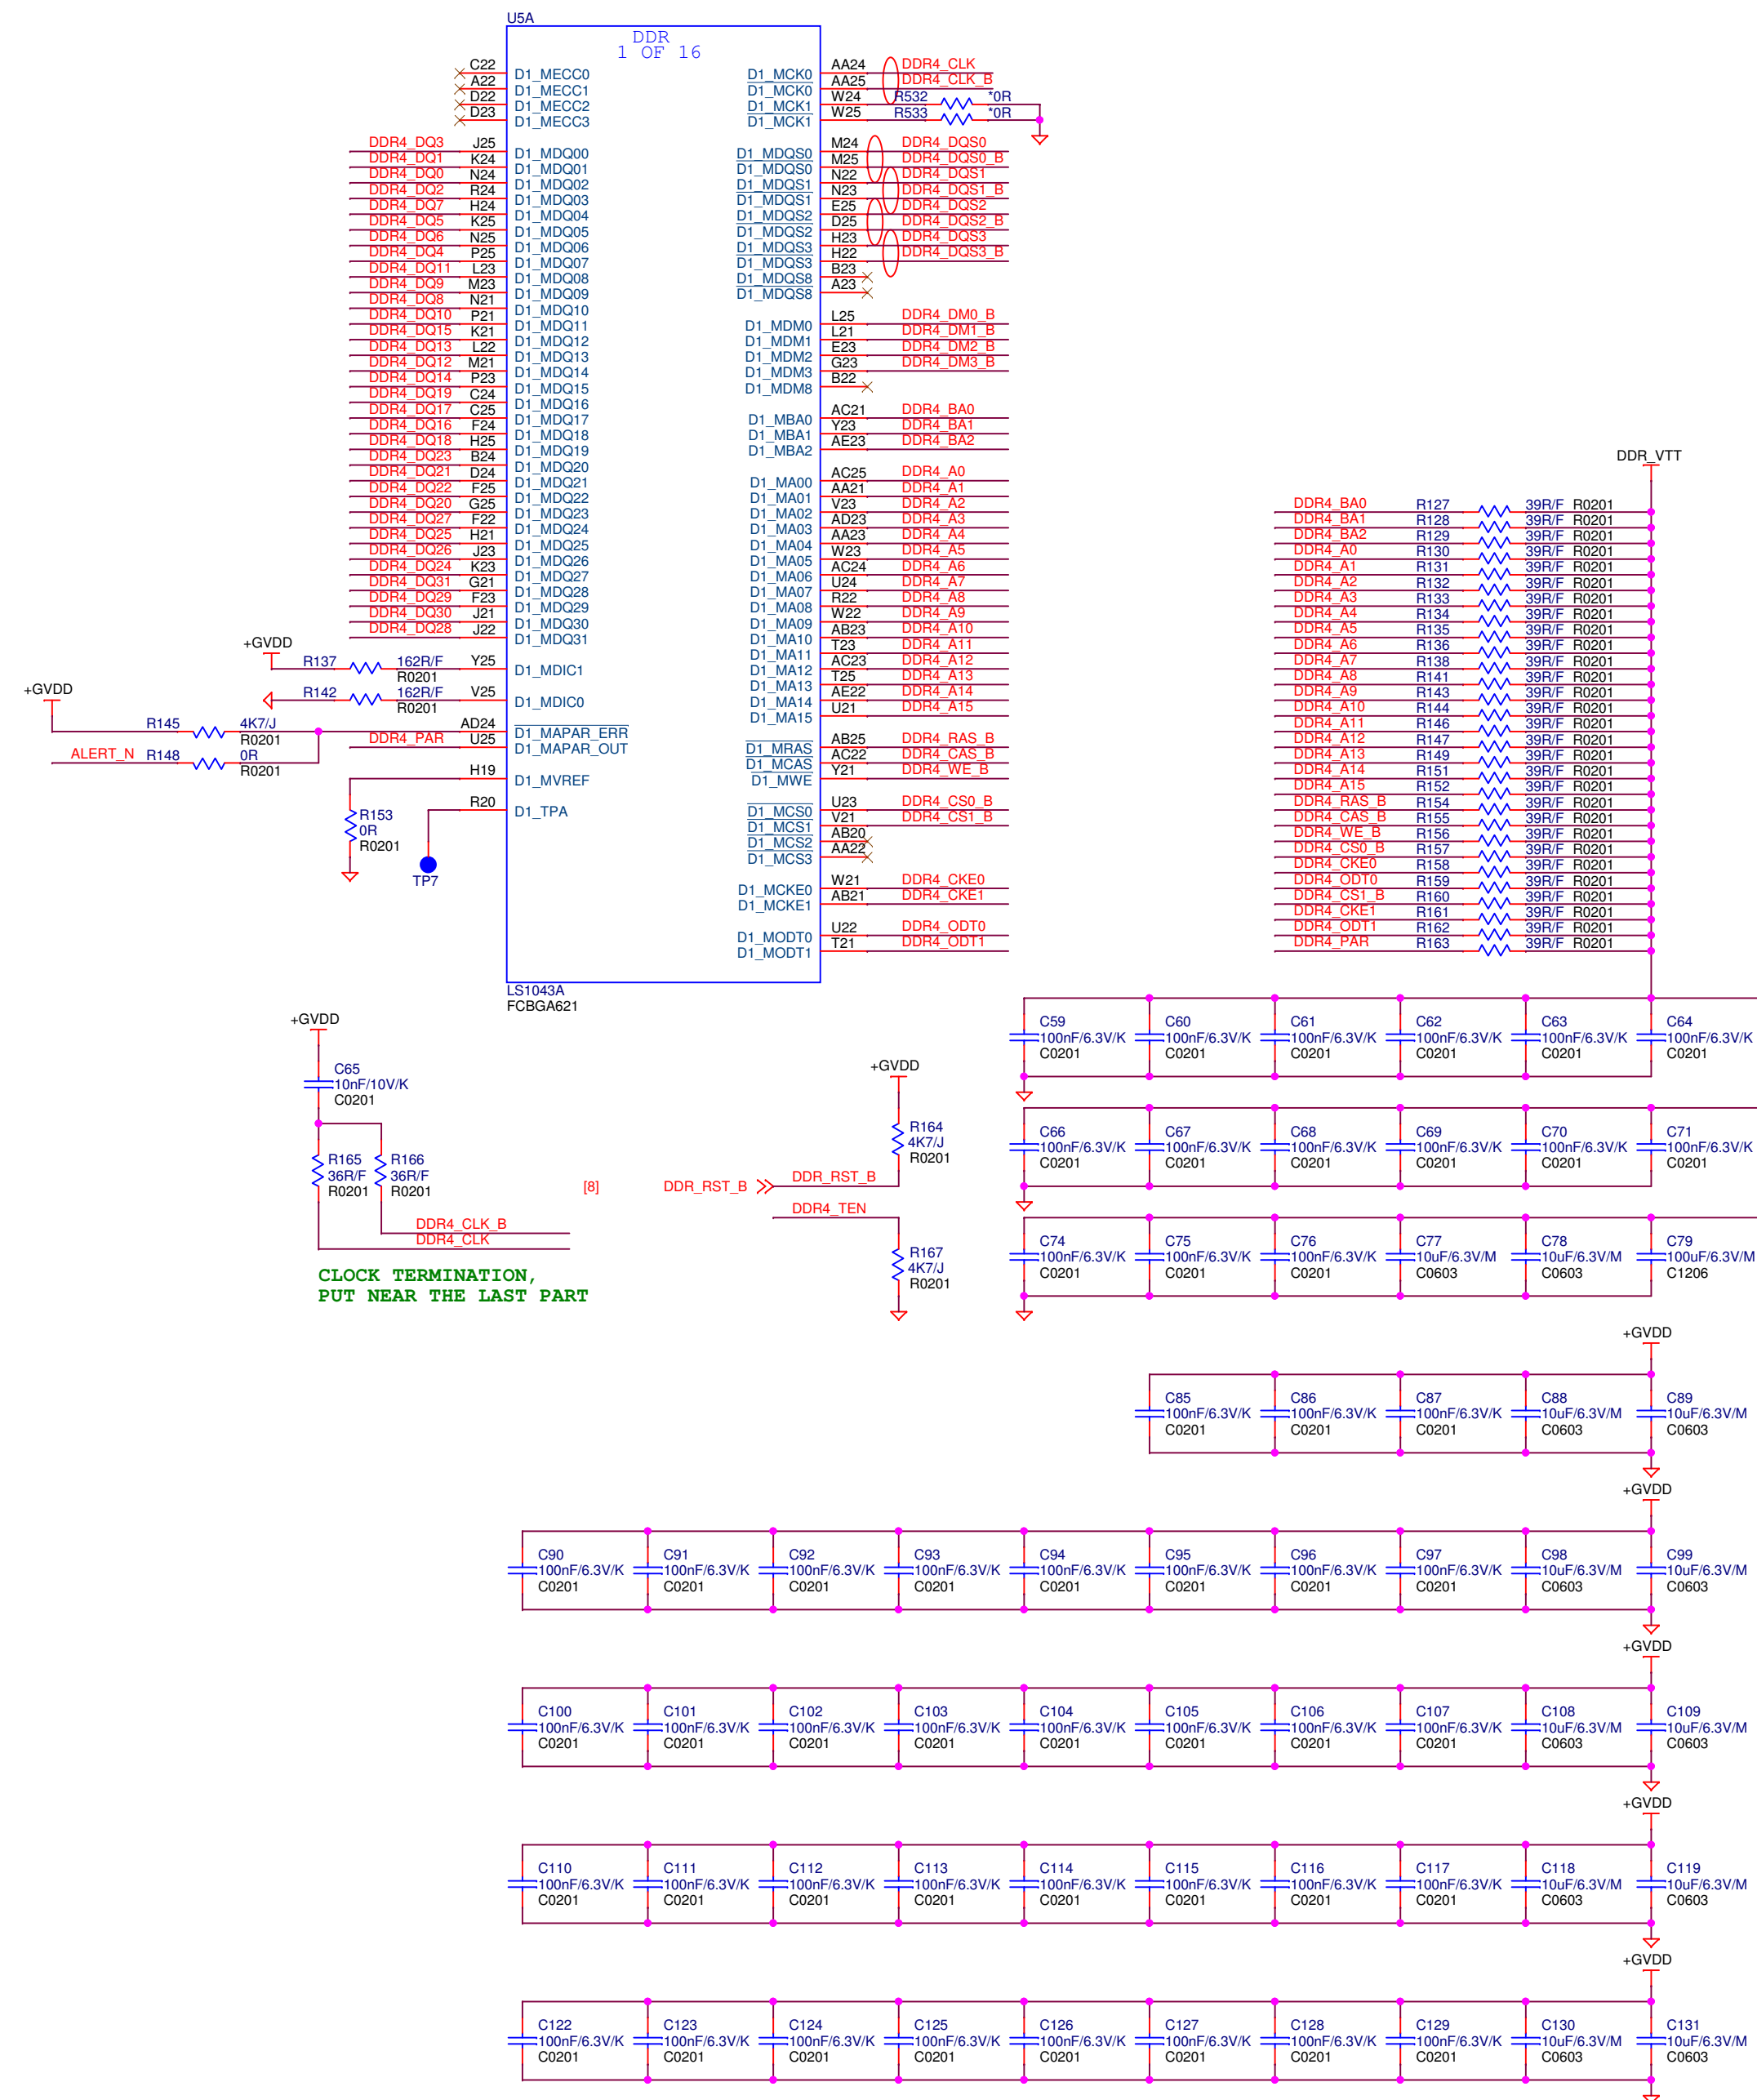 U5A
DDR
1 OF 16
C22 D1_MECC0
A22 D1_MECC1
D22 D1_MECC2
D23 D1_MECC3
DDR4_DQ3 J25 D1_MDQ00
DDR4_DQ1 K24 D1_MDQ01
DDR4_DQ0 N24 D1_MDQ02
DDR4_DQ2 R24 D1_MDQ03
DDR4_DQ7 H24 D1_MDQ04
DDR4_DQ5 K25 D1_MDQ05
DDR4_DQ6 N25 D1_MDQ06
DDR4_DQ4 P25 D1_MDQ07
DDR4_DQ11 L23 D1_MDQ08
DDR4_DQ9 M23 D1_MDQ09
DDR4_DQ8 N21 D1_MDQ10
DDR4_DQ10 P21 D1_MDQ11
DDR4_DQ15 K21 D1_MDQ12
DDR4_DQ13 L22 D1_MDQ13
DDR4_DQ12 M21 D1_MDQ14
DDR4_DQ14 P23 D1_MDQ15
DDR4_DQ19 C24 D1_MDQ16
DDR4_DQ17 C25 D1_MDQ17
DDR4_DQ16 F24 D1_MDQ18
DDR4_DQ18 H25 D1_MDQ19
DDR4_DQ23 B24 D1_MDQ20
DDR4_DQ21 D24 D1_MDQ21
DDR4_DQ22 F25 D1_MDQ22
DDR4_DQ20 G25 D1_MDQ23
DDR4_DQ27 F22 D1_MDQ24
DDR4_DQ25 H21 D1_MDQ25
DDR4_DQ26 J23 D1_MDQ26
DDR4_DQ24 K23 D1_MDQ27
DDR4_DQ31 G21 D1_MDQ28
DDR4_DQ29 F23 D1_MDQ29
DDR4_DQ30 J21 D1_MDQ30
DDR4_DQ28 J22 D1_MDQ31
+GVDD
R137 162R/F R0201 Y25 D1_MDIC1
R142 162R/F R0201 V25 D1_MDIC0
+GVDD
R145 4K7/J R0201 AD24 D1_MAPAR_ERR
DDR4_PAR U25 D1_MAPAR_OUT
ALERT_N R148 0R R0201
H19 D1_MVREF
R153
0R
R0201
R20 D1_TPA
TP7
D1_MCK0 AA24 DDR4_CLK
D1_MCK0 AA25 DDR4_CLK_B
D1_MCK1 W24 R532 *0R
D1_MCK1 W25 R533 *0R
D1_MDQS0 M24 DDR4_DQS0
D1_MDQS0 M25 DDR4_DQS0_B
D1_MDQS1 N22 DDR4_DQS1
D1_MDQS1 N23 DDR4_DQS1_B
D1_MDQS2 E25 DDR4_DQS2
D1_MDQS2 D25 DDR4_DQS2_B
D1_MDQS3 H23 DDR4_DQS3
D1_MDQS3 H22 DDR4_DQS3_B
D1_MDQS8 B23
D1_MDQS8 A23
D1_MDM0 L25 DDR4_DM0_B
D1_MDM1 L21 DDR4_DM1_B
D1_MDM2 E23 DDR4_DM2_B
D1_MDM3 G23 DDR4_DM3_B
D1_MDM8 B22
D1_MBA0 AC21 DDR4_BA0
D1_MBA1 Y23 DDR4_BA1
D1_MBA2 AE23 DDR4_BA2
D1_MA00 AC25 DDR4_A0
D1_MA01 AA21 DDR4_A1
D1_MA02 V23 DDR4_A2
D1_MA03 AD23 DDR4_A3
D1_MA04 AA23 DDR4_A4
D1_MA05 W23 DDR4_A5
D1_MA06 AC24 DDR4_A6
D1_MA07 U24 DDR4_A7
D1_MA08 R22 DDR4_A8
D1_MA09 W22 DDR4_A9
D1_MA10 AB23 DDR4_A10
D1_MA11 T23 DDR4_A11
D1_MA12 AC23 DDR4_A12
D1_MA13 T25 DDR4_A13
D1_MA14 AE22 DDR4_A14
D1_MA15 U21 DDR4_A15
D1_MRAS AB25 DDR4_RAS_B
D1_MCAS AC22 DDR4_CAS_B
D1_MWE Y21 DDR4_WE_B
D1_MCS0 U23 DDR4_CS0_B
D1_MCS1 V21 DDR4_CS1_B
D1_MCS2 AB20
D1_MCS3 AA22
D1_MCKE0 W21 DDR4_CKE0
D1_MCKE1 AB21 DDR4_CKE1
D1_MODT0 U22 DDR4_ODT0
D1_MODT1 T21 DDR4_ODT1
LS1043A
FCBGA621
DDR_VTT
DDR4_BA0 R127 39R/F R0201
DDR4_BA1 R128 39R/F R0201
DDR4_BA2 R129 39R/F R0201
DDR4_A0 R130 39R/F R0201
DDR4_A1 R131 39R/F R0201
DDR4_A2 R132 39R/F R0201
DDR4_A3 R133 39R/F R0201
DDR4_A4 R134 39R/F R0201
DDR4_A5 R135 39R/F R0201
DDR4_A6 R136 39R/F R0201
DDR4_A7 R138 39R/F R0201
DDR4_A8 R141 39R/F R0201
DDR4_A9 R143 39R/F R0201
DDR4_A10 R144 39R/F R0201
DDR4_A11 R146 39R/F R0201
DDR4_A12 R147 39R/F R0201
DDR4_A13 R149 39R/F R0201
DDR4_A14 R151 39R/F R0201
DDR4_A15 R152 39R/F R0201
DDR4_RAS_B R154 39R/F R0201
DDR4_CAS_B R155 39R/F R0201
DDR4_WE_B R156 39R/F R0201
DDR4_CS0_B R157 39R/F R0201
DDR4_CKE0 R158 39R/F R0201
DDR4_ODT0 R159 39R/F R0201
DDR4_CS1_B R160 39R/F R0201
DDR4_CKE1 R161 39R/F R0201
DDR4_ODT1 R162 39R/F R0201
DDR4_PAR R163 39R/F R0201
+GVDD
C65
10nF/10V/K
C0201
R165 R166
36R/F 36R/F
R0201 R0201
DDR4_CLK_B
DDR4_CLK
CLOCK TERMINATION,
PUT NEAR THE LAST PART
+GVDD
R164
4K7/J
R0201
[8] DDR_RST_B DDR_RST_B
DDR4_TEN
R167
4K7/J
R0201
C59 C60 C61 C62 C63 C64
100nF/6.3V/K 100nF/6.3V/K 100nF/6.3V/K 100nF/6.3V/K 100nF/6.3V/K 100nF/6.3V/K
C0201 C0201 C0201 C0201 C0201 C0201
C66 C67 C68 C69 C70 C71
100nF/6.3V/K 100nF/6.3V/K 100nF/6.3V/K 100nF/6.3V/K 100nF/6.3V/K 100nF/6.3V/K
C0201 C0201 C0201 C0201 C0201 C0201
C74 C75 C76 C77 C78 C79
100nF/6.3V/K 100nF/6.3V/K 100nF/6.3V/K 10uF/6.3V/M 10uF/6.3V/M 100uF/6.3V/M
C0201 C0201 C0201 C0603 C0603 C1206
+GVDD
C85 C86 C87 C88 C89
100nF/6.3V/K 100nF/6.3V/K 100nF/6.3V/K 10uF/6.3V/M 10uF/6.3V/M
C0201 C0201 C0201 C0603 C0603
+GVDD
C90 C91 C92 C93 C94 C95 C96 C97 C98 C99
100nF/6.3V/K 100nF/6.3V/K 100nF/6.3V/K 100nF/6.3V/K 100nF/6.3V/K 100nF/6.3V/K 100nF/6.3V/K 100nF/6.3V/K 10uF/6.3V/M 10uF/6.3V/M
C0201 C0201 C0201 C0201 C0201 C0201 C0201 C0201 C0603 C0603
+GVDD
C100 C101 C102 C103 C104 C105 C106 C107 C108 C109
100nF/6.3V/K 100nF/6.3V/K 100nF/6.3V/K 100nF/6.3V/K 100nF/6.3V/K 100nF/6.3V/K 100nF/6.3V/K 100nF/6.3V/K 10uF/6.3V/M 10uF/6.3V/M
C0201 C0201 C0201 C0201 C0201 C0201 C0201 C0201 C0603 C0603
+GVDD
C110 C111 C112 C113 C114 C115 C116 C117 C118 C119
100nF/6.3V/K 100nF/6.3V/K 100nF/6.3V/K 100nF/6.3V/K 100nF/6.3V/K 100nF/6.3V/K 100nF/6.3V/K 100nF/6.3V/K 10uF/6.3V/M 10uF/6.3V/M
C0201 C0201 C0201 C0201 C0201 C0201 C0201 C0201 C0603 C0603
+GVDD
C122 C123 C124 C125 C126 C127 C128 C129 C130 C131
100nF/6.3V/K 100nF/6.3V/K 100nF/6.3V/K 100nF/6.3V/K 100nF/6.3V/K 100nF/6.3V/K 100nF/6.3V/K 100nF/6.3V/K 10uF/6.3V/M 10uF/6.3V/M
C0201 C0201 C0201 C0201 C0201 C0201 C0201 C0201 C0603 C0603